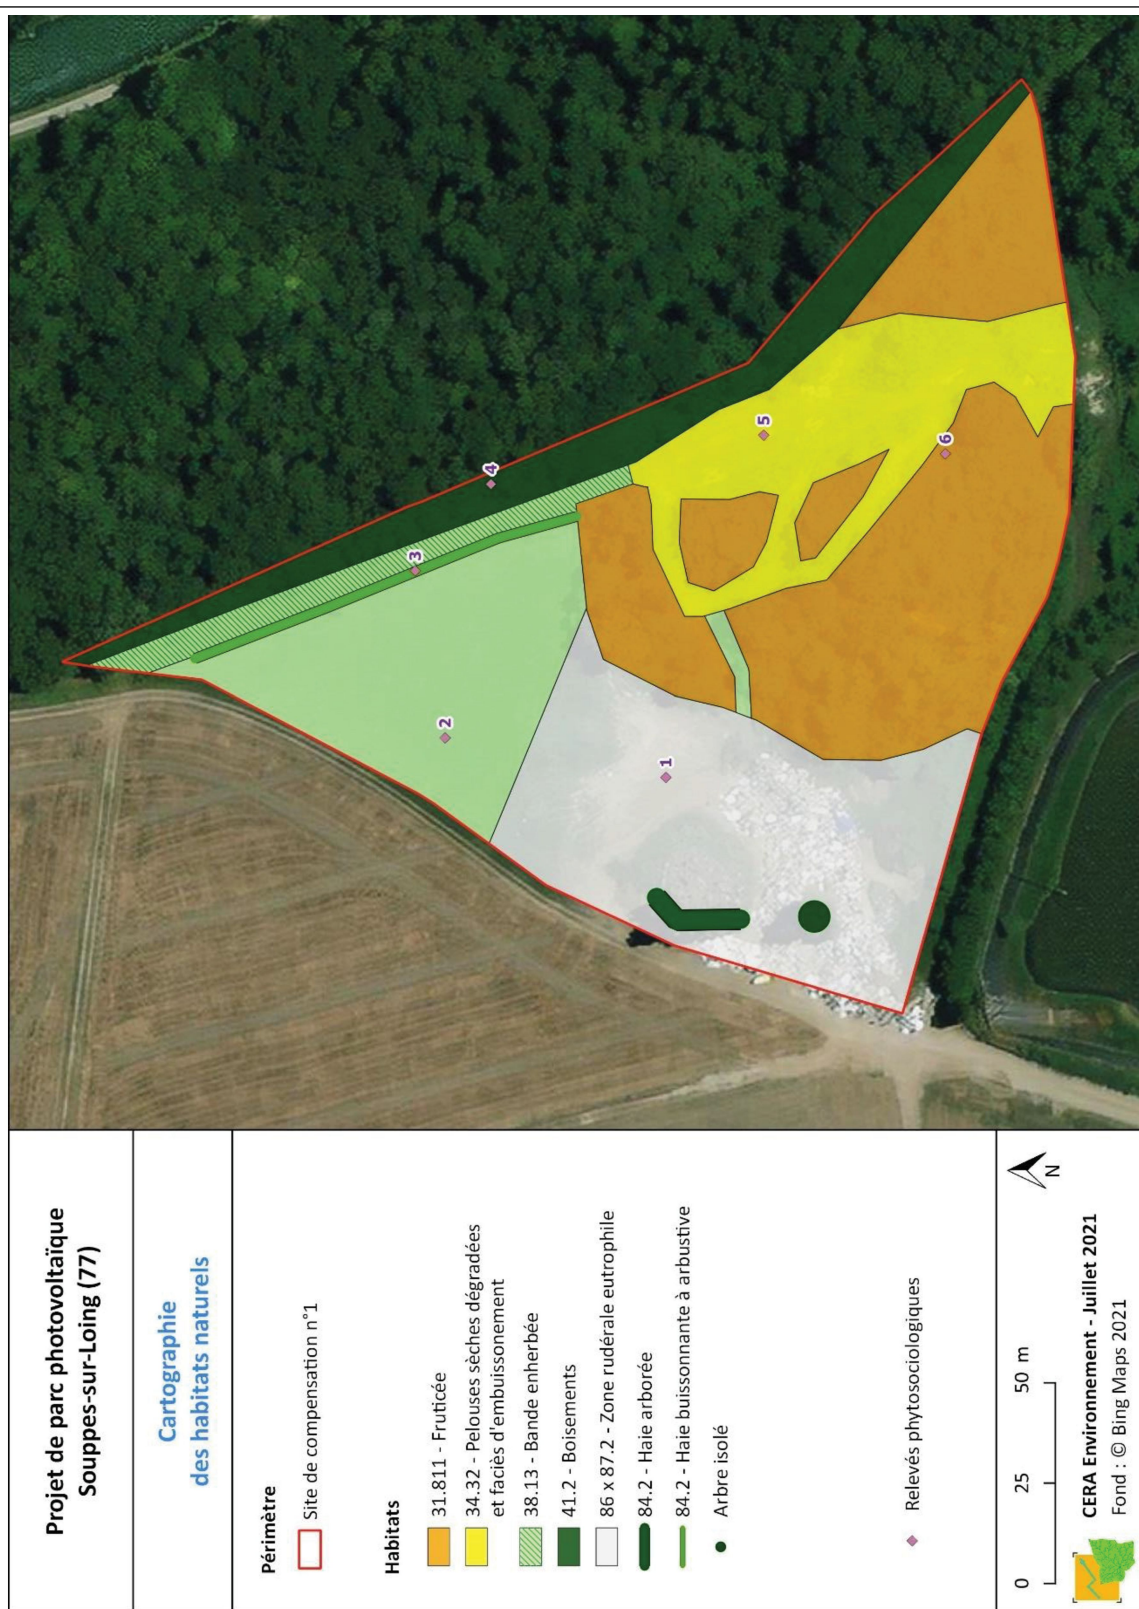 Projet de parc photovoltaïque
Souppes-sur-Loing (77)
Cartographie
des habitats naturels
Périmètre
Site de compensation n°1
Habitats
31.811 - Fruticée
34.32 - Pelouses sèches dégradées
et faciès d'embuissonement
38.13 - Bande enherbée
41.2 - Boisements
86 x 87.2 - Zone rudérale eutrophile
84.2 - Haie arborée
84.2 - Haie buissonnante à arbustive
Arbre isolé
Relevés phytosociologiques
0 25 50 m
N
CERA Environnement - Juillet 2021
Fond : © Bing Maps 2021
1
2
3
4
5
6